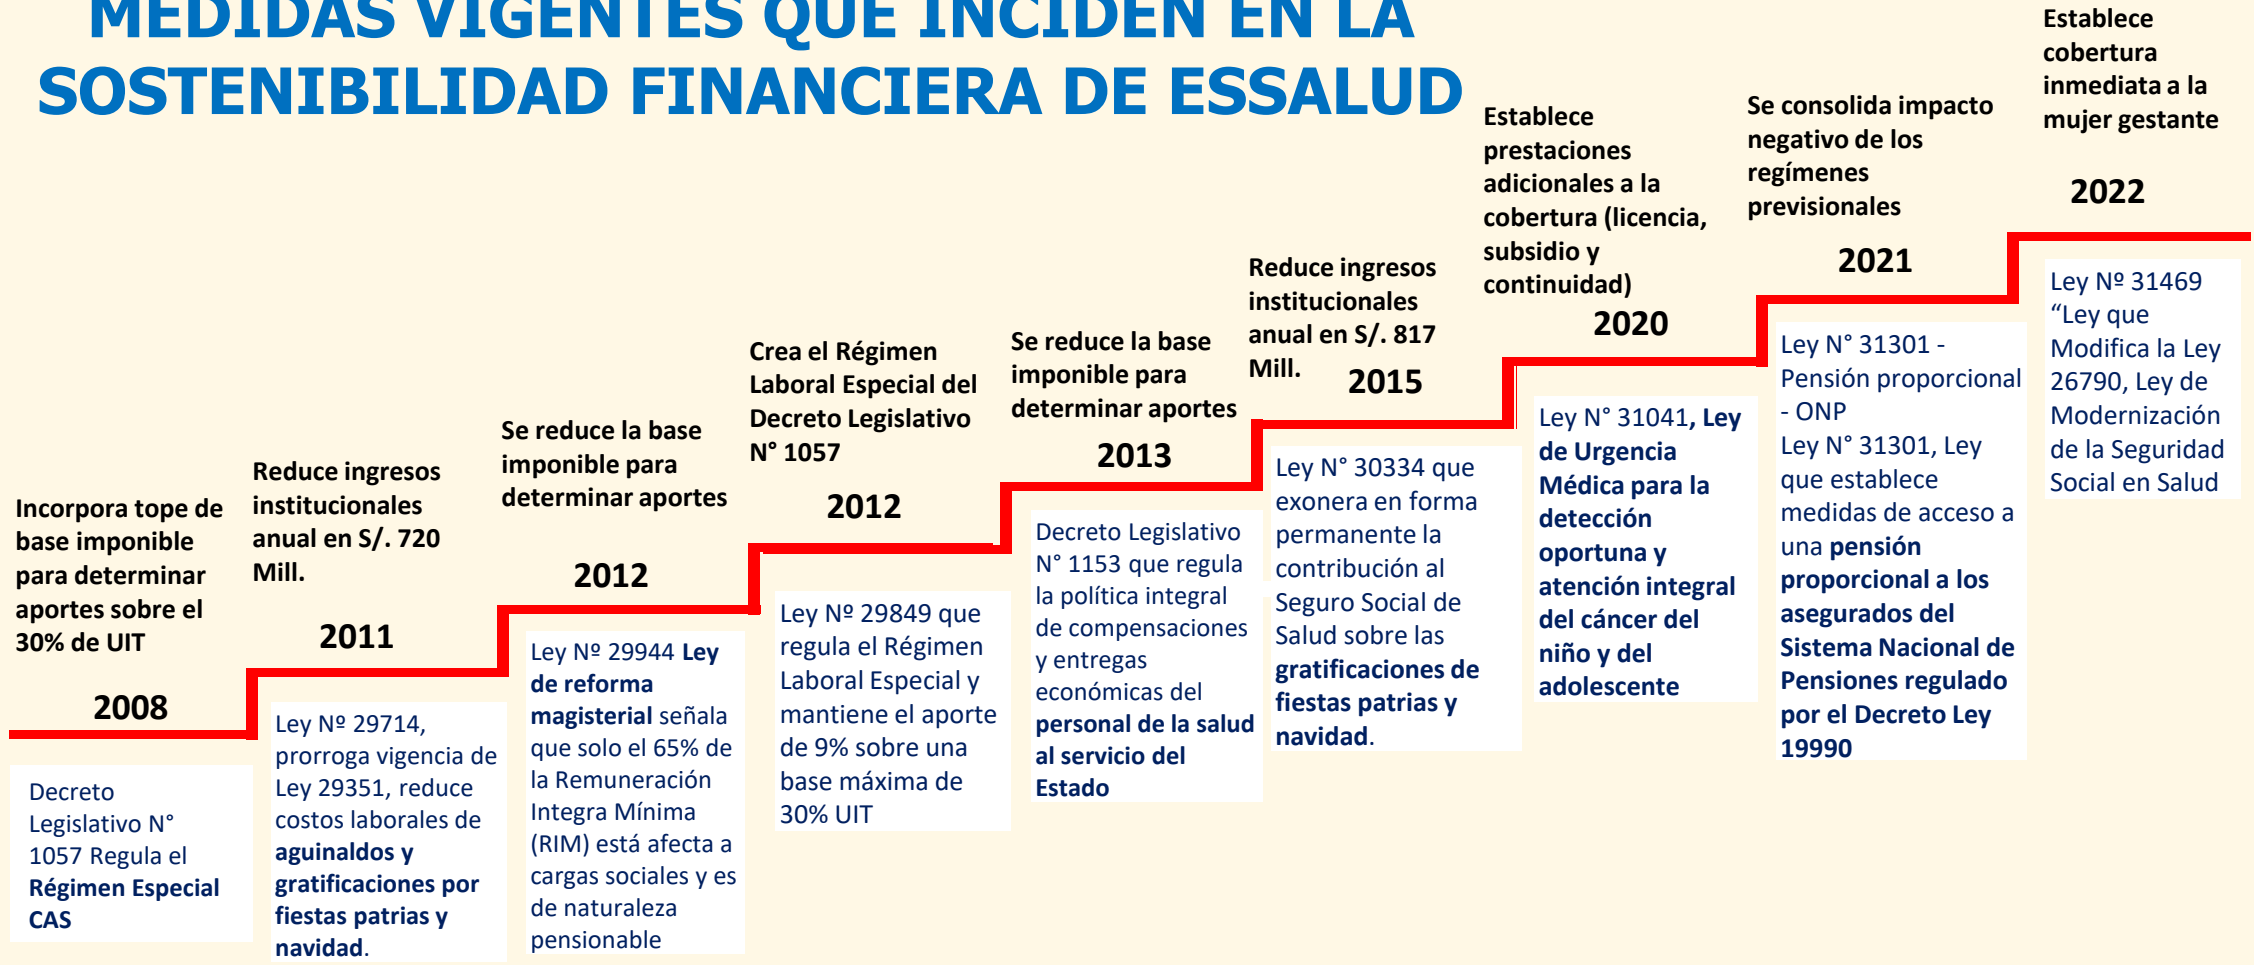 MEDIDAS VIGENTES QUE INCIDEN EN LA
SOSTENIBILIDAD FINANCIERA DE ESSALUD
Incorpora tope de
base imponible
para determinar
aportes sobre el
30% de UIT
2008
Decreto
Legislativo N°
1057 Regula el
Régimen Especial
CAS
Reduce ingresos
institucionales
anual en S/. 720
Mill.
2011
Ley Nº 29714,
prorroga vigencia de
Ley 29351, reduce
costos laborales de
aguinaldos y
gratificaciones por
fiestas patrias y
navidad.
Se reduce la base
imponible para
determinar aportes
2012
Ley Nº 29944 Ley
de reforma
magisterial señala
que solo el 65% de
la Remuneración
Integra Mínima
(RIM) está afecta a
cargas sociales y es
de naturaleza
pensionable
Crea el Régimen
Laboral Especial del
Decreto Legislativo
N° 1057
2012
Ley Nº 29849 que
regula el Régimen
Laboral Especial y
mantiene el aporte
de 9% sobre una
base máxima de
30% UIT
Se reduce la base
imponible para
determinar aportes
2013
Decreto Legislativo
N° 1153 que regula
la política integral
de compensaciones
y entregas
económicas del
personal de la salud
al servicio del
Estado
Reduce ingresos
institucionales
anual en S/. 817
Mill.
2015
Ley N° 30334 que
exonera en forma
permanente la
contribución al
Seguro Social de
Salud sobre las
gratificaciones de
fiestas patrias y
navidad.
Establece
prestaciones
adicionales a la
cobertura (licencia,
subsidio y
continuidad)
2020
Ley N° 31041, Ley
de Urgencia
Médica para la
detección
oportuna y
atención integral
del cáncer del
niño y del
adolescente
Se consolida impacto
negativo de los
regímenes
previsionales
2021
Ley N° 31301 -
Pensión proporcional
- ONP
Ley N° 31301, Ley
que establece
medidas de acceso a
una pensión
proporcional a los
asegurados del
Sistema Nacional de
Pensiones regulado
por el Decreto Ley
19990
Establece
cobertura
inmediata a la
mujer gestante
2022
Ley Nº 31469
“Ley que
Modifica la Ley
26790, Ley de
Modernización
de la Seguridad
Social en Salud